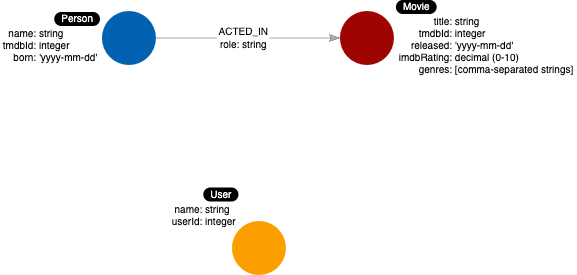 Person
name: string
tmdbId: integer
born: 'yyyy-mm-dd'
ACTED_IN
role: string
Movie
title: string
tmdbId: integer
released: 'yyyy-mm-dd'
imdbRating: decimal (0-10)
genres: [comma-separated strings]
User
name: string
userId: integer